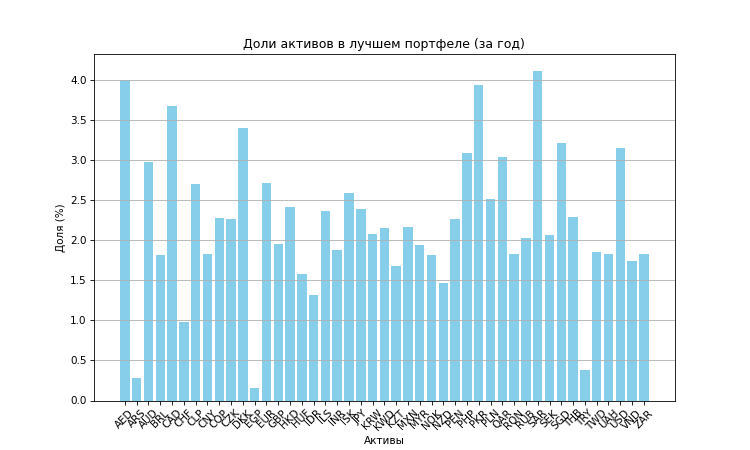 Доли активов в лучшем портфеле (за год)
4.0
3.5
3.0
2.5
2.0
1.5
1.0
0.5
0.0
Доля (%)
AED
ARS
AUD
BRL
CAD
CHF
CLP
CNY
COP
CZK
DKK
EGP
EUR
GBP
HKD
HUF
IDR
ILS
INR
ISK
JPY
KRW
KWD
KZT
MXN
MYR
NOK
NZD
PEN
PHP
PKR
PLN
QAR
RON
RUB
SAR
SEK
SGD
THB
TRY
TWD
UAH
USD
VND
ZAR
Активы